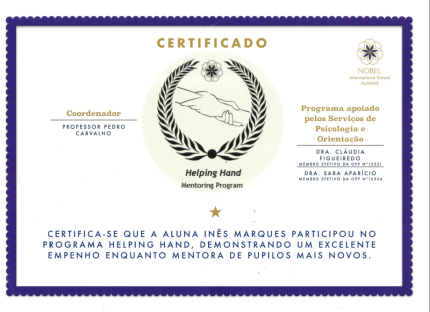 CERTIFICADO
NOBEL
International School
ALGARVE
Coordenador
PROFESSOR PEDRO
CARVALHO
Helping Hand
Mentoring Program
Programa apoiado
pelos Serviços de
Psicologia e
Orientação
DRA. CLÁUDIA
FIGUEIREDO
MEMBRO EFETIVO DA OPP Nº15531
DRA. SARA APARÍCIO
MEMBRO EFETIVO DA OPP Nº16554
CERTIFICA-SE QUE A ALUNA INÊS MARQUES PARTICIPOU NO
PROGRAMA HELPING HAND, DEMONSTRANDO UM EXCELENTE
EMPENHO ENQUANTO MENTORA DE PUPILOS MAIS NOVOS.